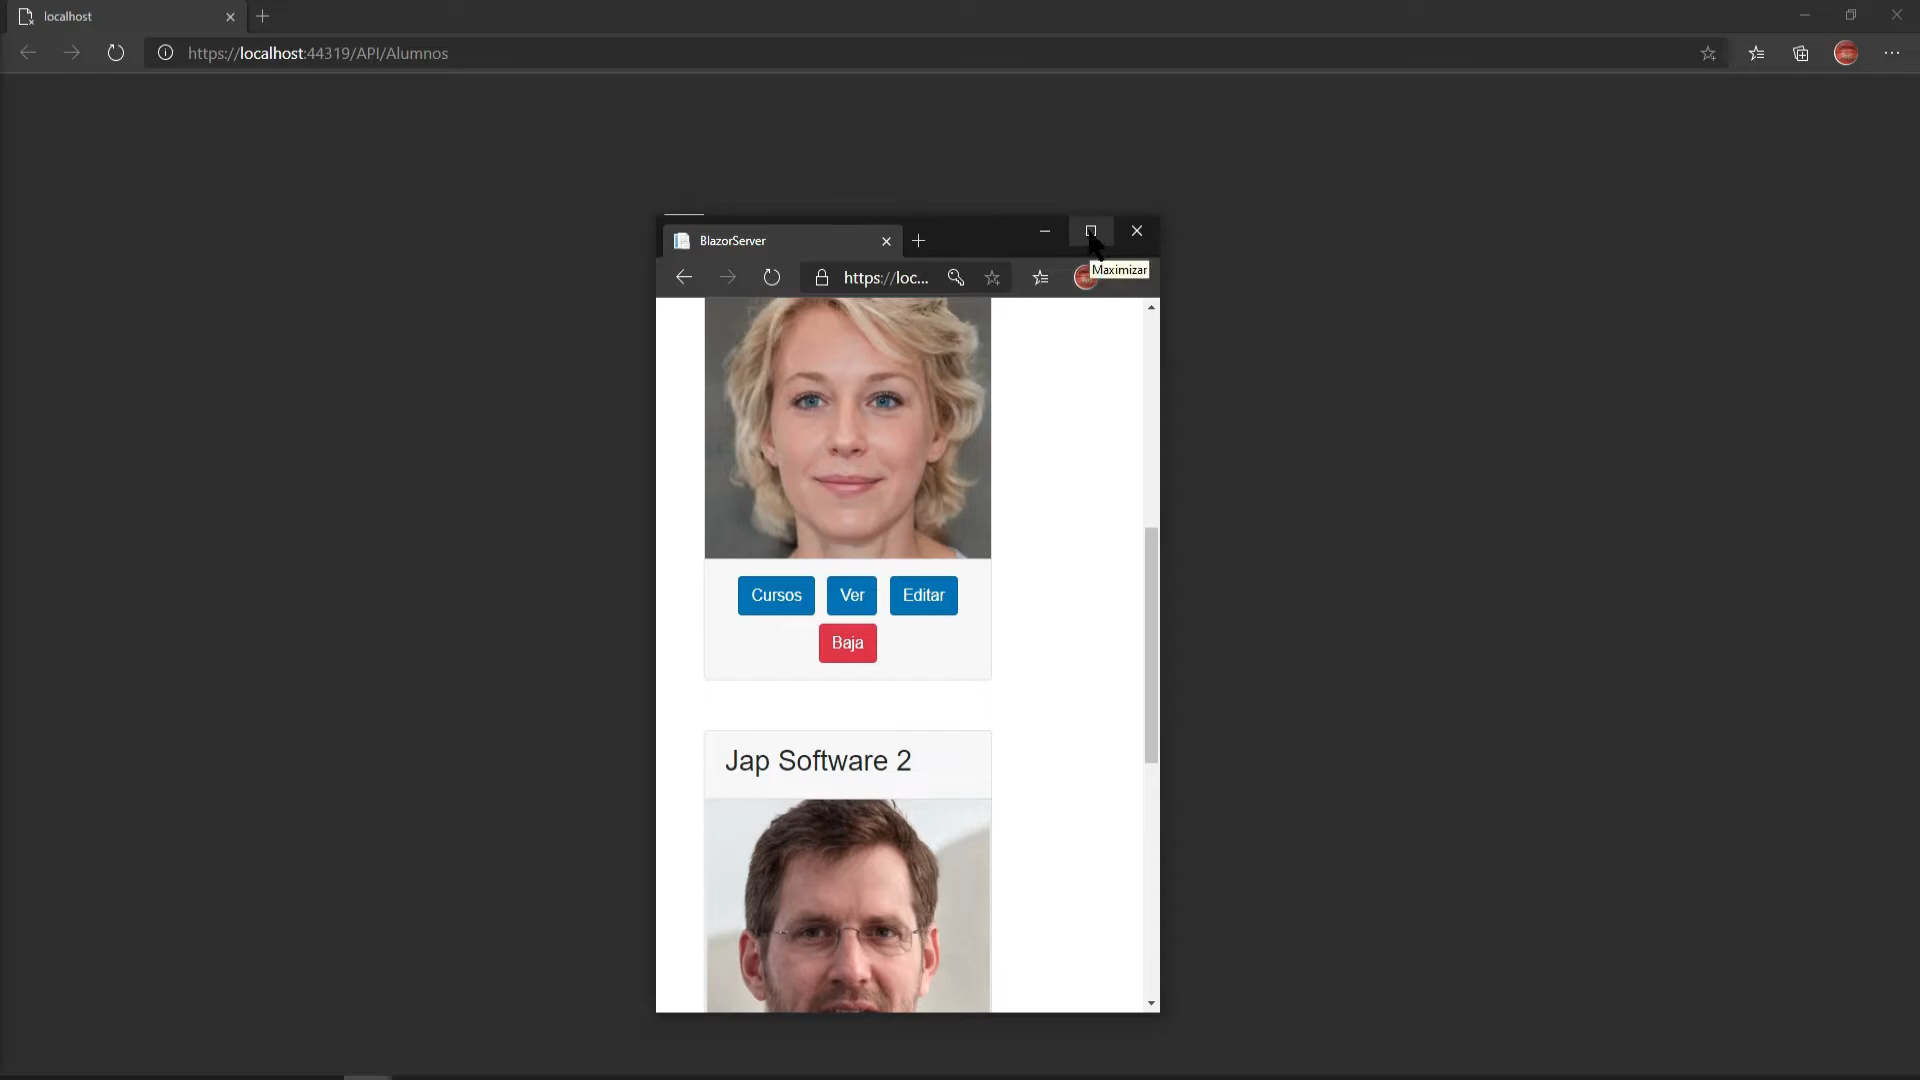 localhost
https://localhost:44319/API/Alumnos
BlazorServer
https://loc...
Maximizar
Cursos
Ver
Editar
Baja
Jap Software 2